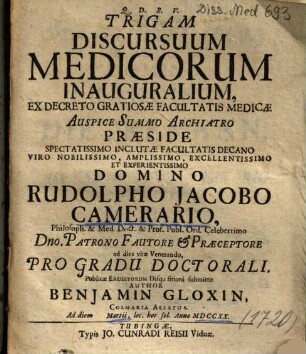 Diss. Med 693
Q. D. B. V.
TRIGAM
DISCURSUUM
MEDICORUM
INAUGURALIUM,
EX DECRETO GRATIOSÆ FACULTATIS MEDICÆ
AUSPICE SUMMO ARCHIATRO
PRÆSIDE
SPECTATISSIMO INCLUTÆ FACULTATIS DECANO
VIRO NOBILISSIMO, AMPLISSIMO, EXCELLENTISSIMO
ET EXPERIENTISSIMO
DOMINO
RUDOLPHO JACOBO
CAMERARIO,
Philosoph. & Med. Doct. & Prof. Publ. Ord. Celeberrimo
Dno. PATRONO FAUTORE & PRÆCEPTORE
ad dies vitæ Venerando,
PRO GRADU DOCTORALI,
Publicæ Eruditorum Disquisitioni submittit
AUTHOR
BENJAMIN GLOXIN,
COLMARIA ALSATUS.
Ad diem Martii, loc. hor. sol. Anno MDCCXX.
(1720)
TUBINGÆ,
Typis JO. CUNRADI REISII Viduæ.